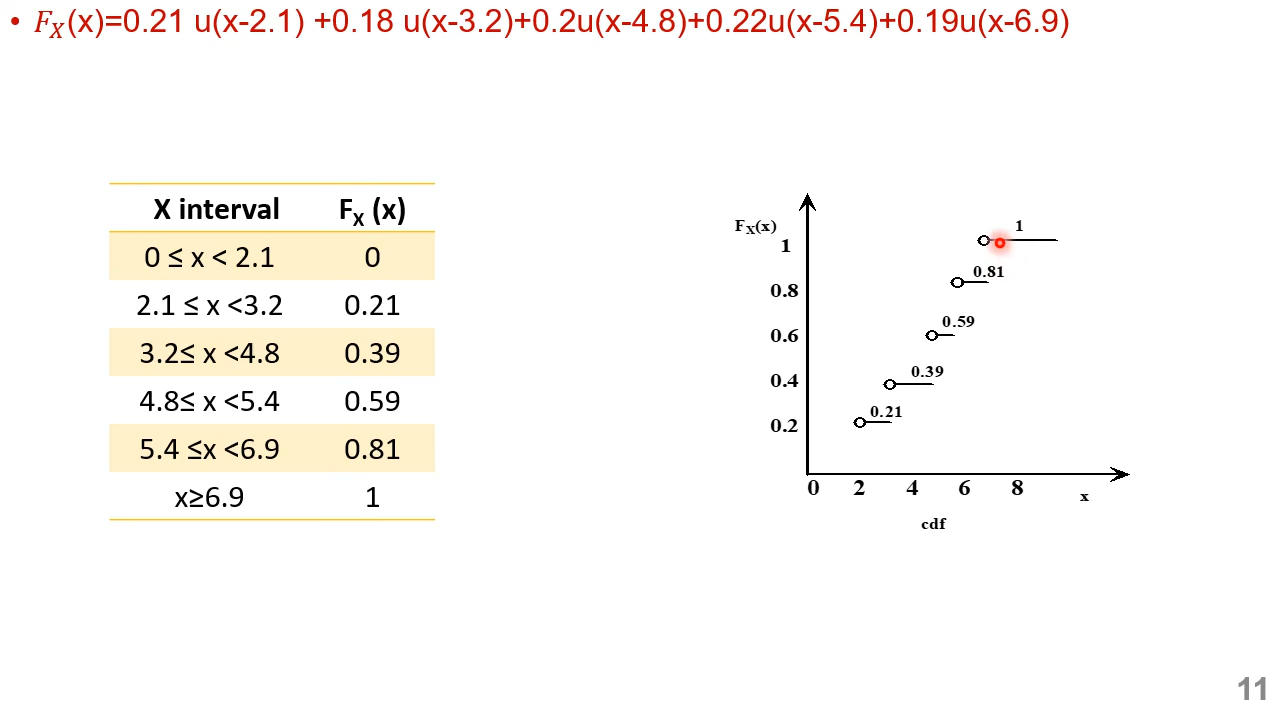 • F_X(x)=0.21 u(x-2.1) +0.18 u(x-3.2)+0.2u(x-4.8)+0.22u(x-5.4)+0.19u(x-6.9)
X interval F_X (x)
0 ≤ x < 2.1 0
2.1 ≤ x <3.2 0.21
3.2≤ x <4.8 0.39
4.8≤ x <5.4 0.59
5.4 ≤x <6.9 0.81
x≥6.9 1
F_X(x)
1
1
0.81
0.8
0.59
0.6
0.39
0.4
0.21
0.2
0 2 4 6 8
x
cdf
11